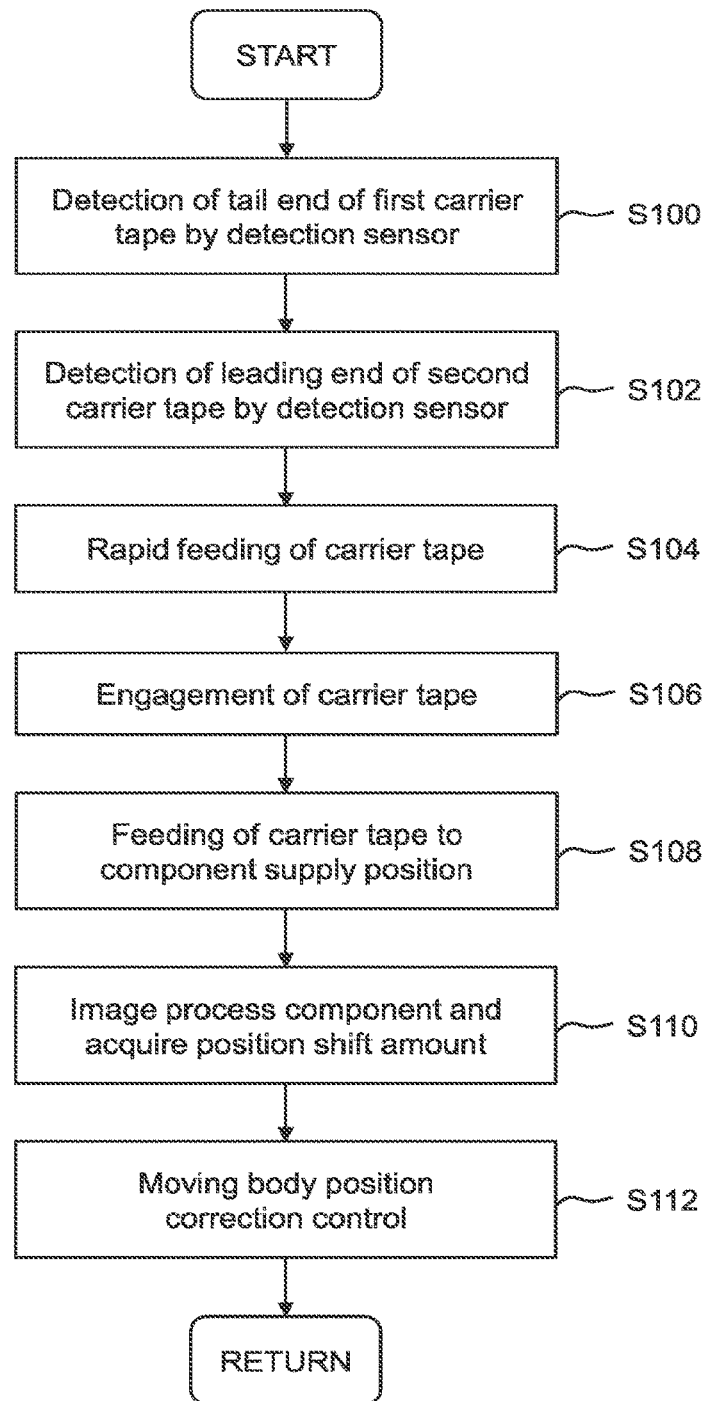 START
Detection of tail end of first carrier
tape by detection sensor
S100
Detection of leading end of second
carrier tape by detection sensor
S102
Rapid feeding of carrier tape
S104
Engagement of carrier tape
S106
Feeding of carrier tape to
component supply position
S108
Image process component and
acquire position shift amount
S110
Moving body position
correction control
S112
RETURN